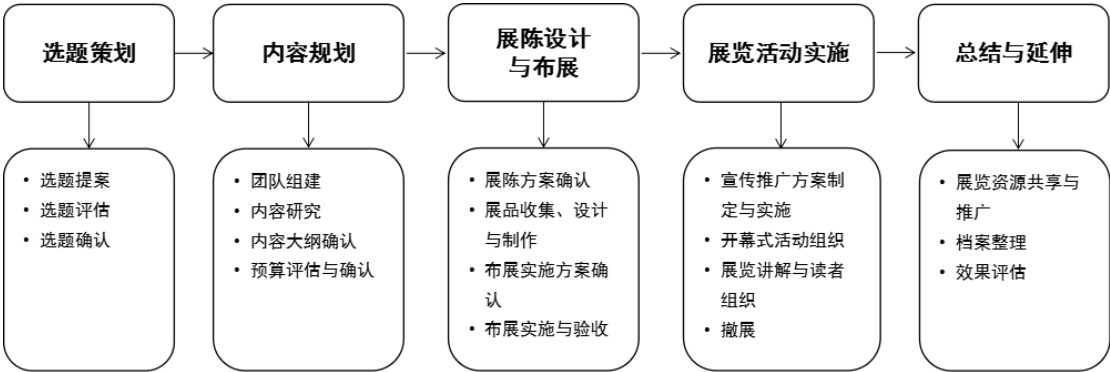 选题策划
内容规划
展陈设计
与布展
展览活动实施
总结与延伸
• 选题提案
• 选题评估
• 选题确认
• 团队组建
• 内容研究
• 内容大纲确认
• 预算评估与确认
• 展陈方案确认
• 展品收集、设计
与制作
• 布展实施方案确
认
• 布展实施与验收
• 宣传推广方案制
定与实施
• 开幕式活动组织
• 展览讲解与读者
组织
• 撤展
• 展览资源共享与
推广
• 档案整理
• 效果评估